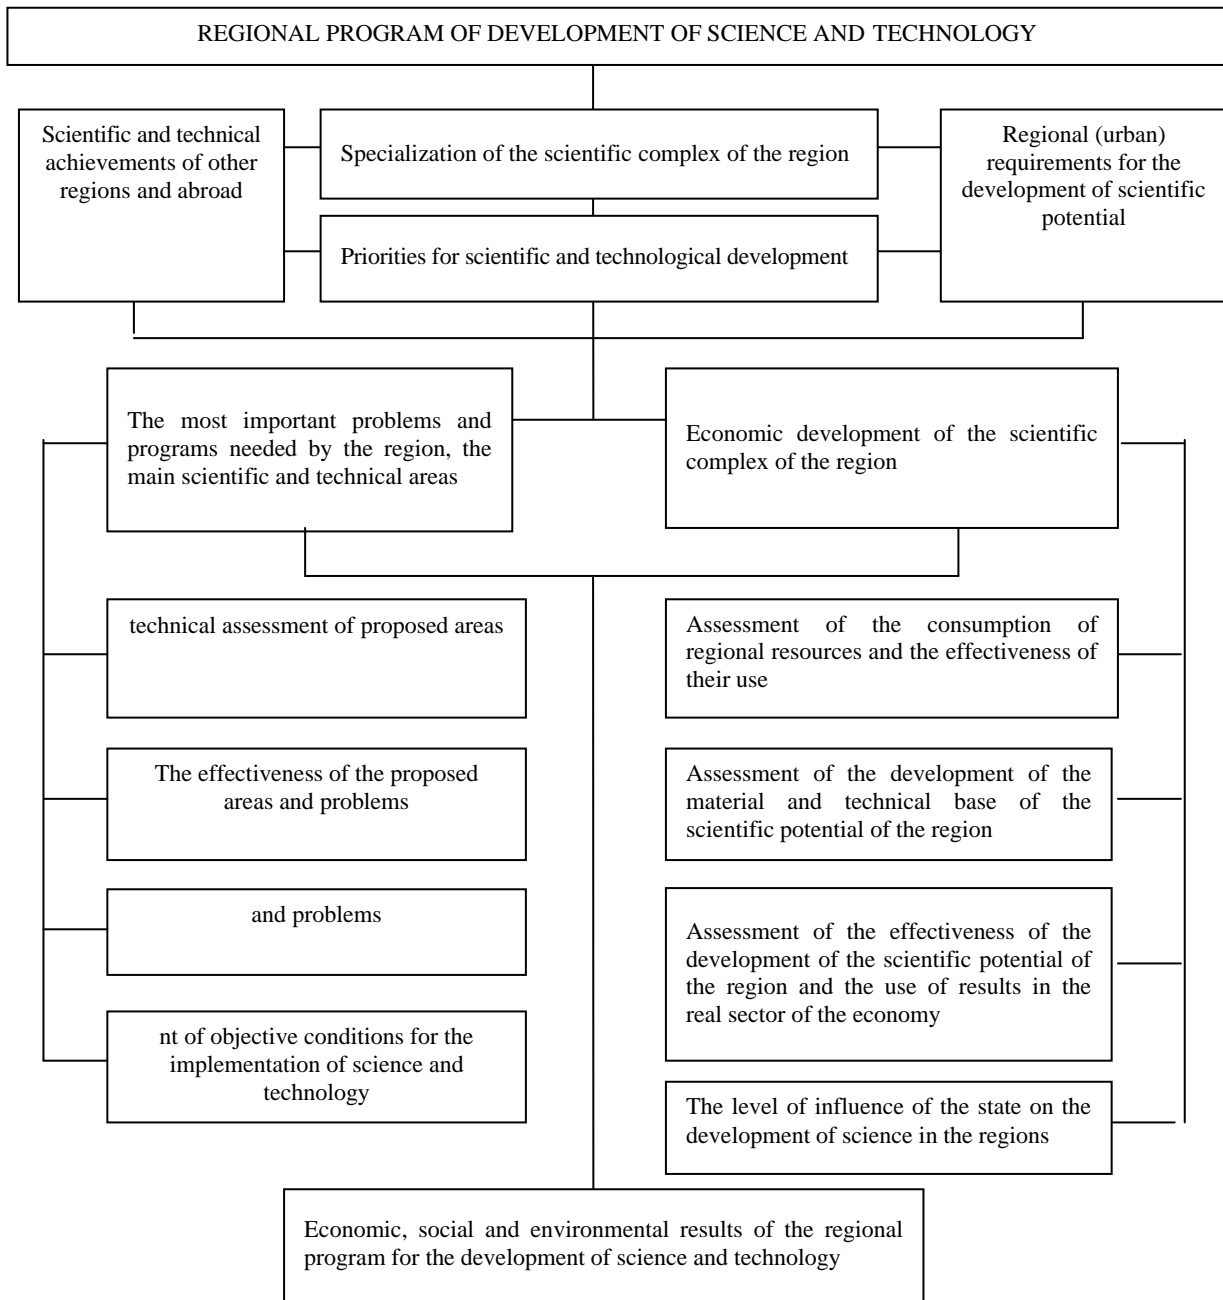 REGIONAL PROGRAM OF DEVELOPMENT OF SCIENCE AND TECHNOLOGY
Scientific and technical
achievements of other
regions and abroad
Specialization of the scientific complex of the region
Regional (urban)
requirements for the
development of scientific
potential
Priorities for scientific and technological development
The most important problems and
programs needed by the region, the
main scientific and technical areas
Economic development of the scientific
complex of the region
technical assessment of proposed areas
The effectiveness of the proposed
areas and problems
and problems
nt of objective conditions for the
implementation of science and
technology
Assessment of the consumption of
regional resources and the effectiveness of
their use
Assessment of the development of the
material and technical base of the
scientific potential of the region
Assessment of the effectiveness of the
development of the scientific potential of
the region and the use of results in the
real sector of the economy
The level of influence of the state on the
development of science in the regions
Economic, social and environmental results of the regional
program for the development of science and technology